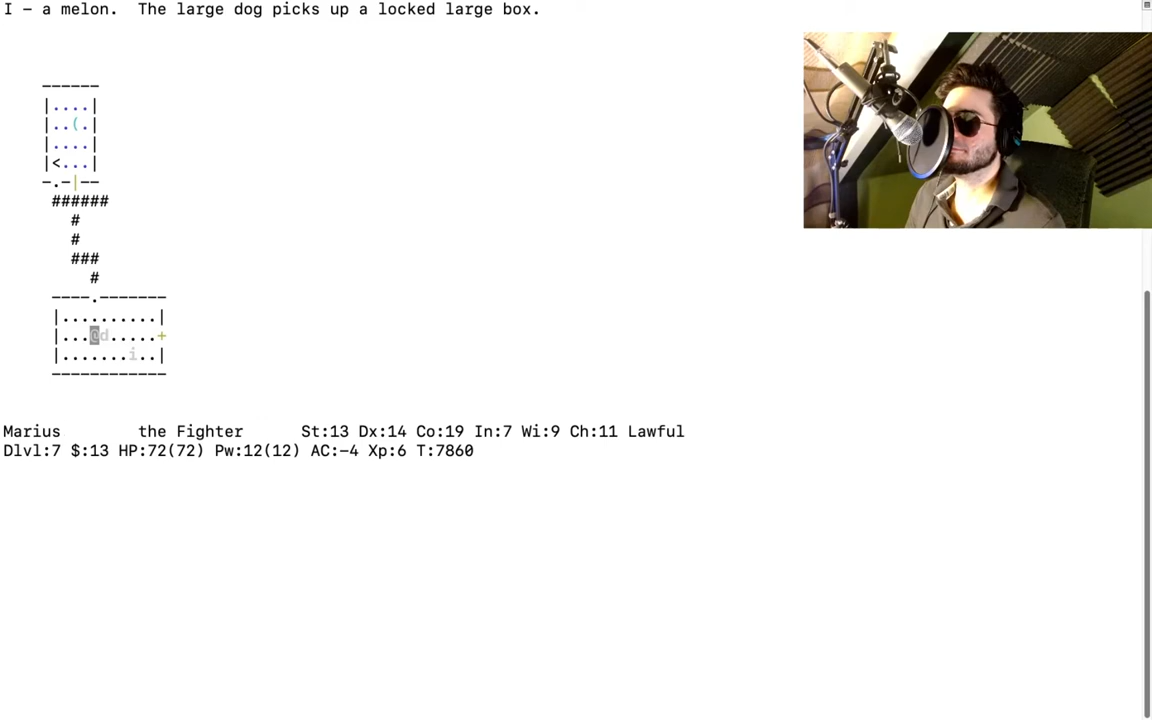 I - a melon.  The large dog picks up a locked large box.
------
|....|
|..(.|
|....|
|<...|
-.-|--
######
#
#
###
#
----.-------
|..........|
|...@d.....+
|.......i..|
------------
Marius         the Fighter      St:13 Dx:14 Co:19 In:7 Wi:9 Ch:11 Lawful
Dlvl:7 $:13 HP:72(72) Pw:12(12) AC:-4 Xp:6 T:7860